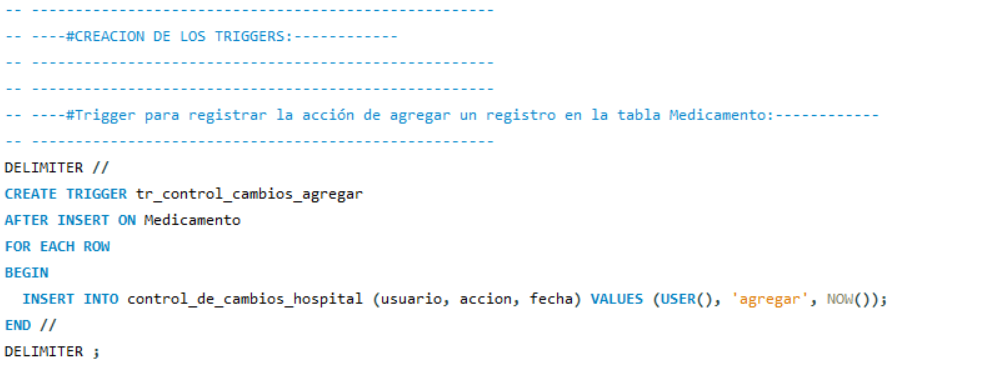 -- -----------------------------------------------------
-- ----#CREACION DE LOS TRIGGERS:------------
-- -----------------------------------------------------
-- -----------------------------------------------------
-- ----#Trigger para registrar la acción de agregar un registro en la tabla Medicamento:------------
-- -----------------------------------------------------
DELIMITER //
CREATE TRIGGER tr_control_cambios_agregar
AFTER INSERT ON Medicamento
FOR EACH ROW
BEGIN
  INSERT INTO control_de_cambios_hospital (usuario, accion, fecha) VALUES (USER(), 'agregar', NOW());
END //
DELIMITER ;